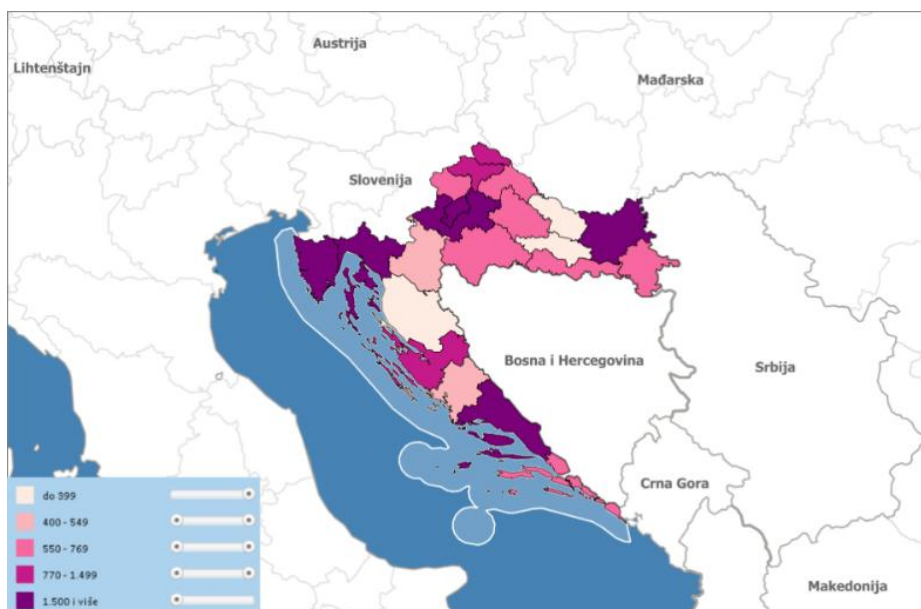 Austrija
Lihtenštajn
Mađarska
Slovenija
Bosna i Hercegovina
Srbija
Crna Gora
Makedonija
do 399
400 - 549
550 - 769
770 - 1.499
1.500 i više